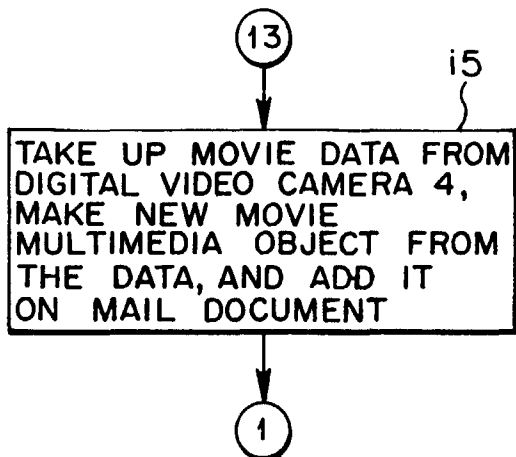 13
i5
TAKE UP MOVIE DATA FROM
DIGITAL VIDEO CAMERA 4,
MAKE NEW MOVIE
MULTIMEDIA OBJECT FROM
THE DATA, AND ADD IT
ON MAIL DOCUMENT
1